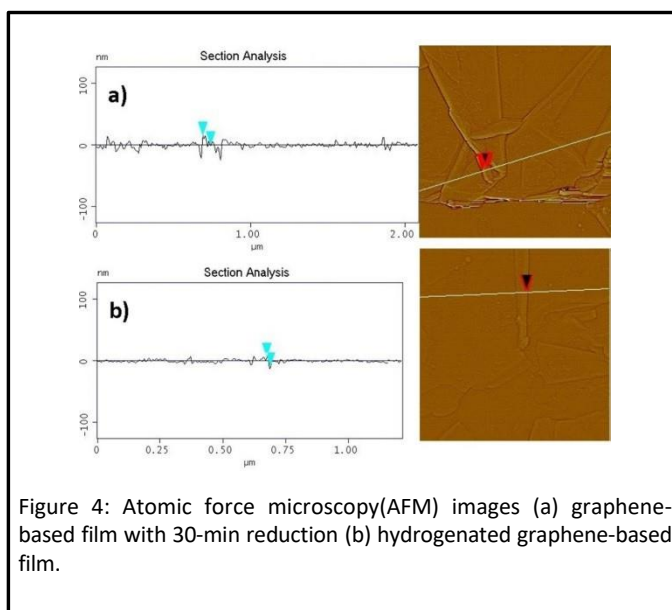 nm
Section Analysis
a)
100
0
-100
0
1.00
2.00
µm
nm
Section Analysis
b)
100
0
-100
0
0.25
0.50
0.75
1.00
µm
Figure 4: Atomic force microscopy(AFM) images (a) graphene-
based film with 30-min reduction (b) hydrogenated graphene-based
film.